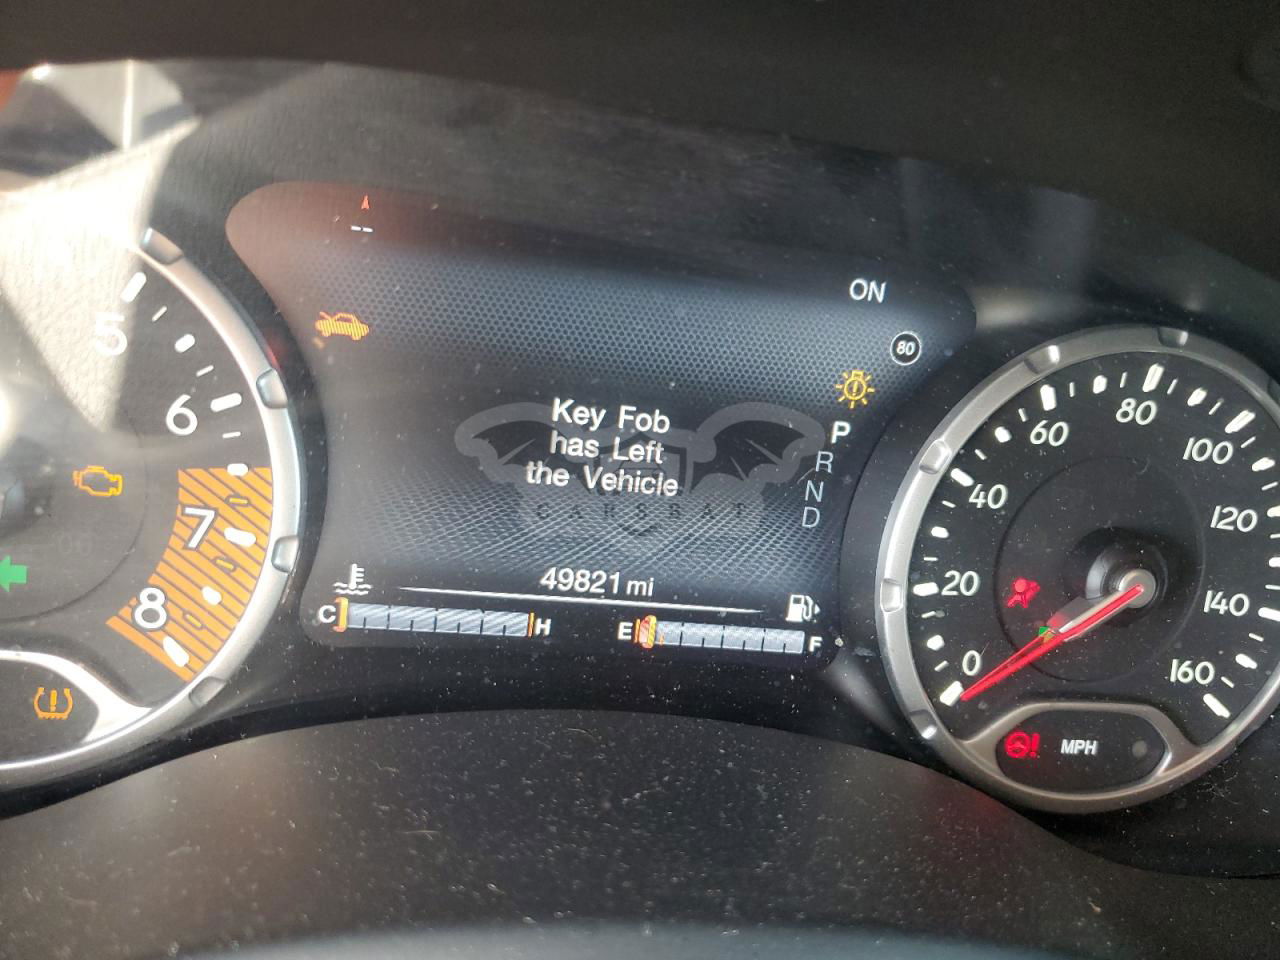 ON
80
Key Fob
has Left
the Vehicle
P
R
N
D
49821 mi
C H
E F
5
6
7
8
0
20
40
60
80
100
120
140
160
MPH